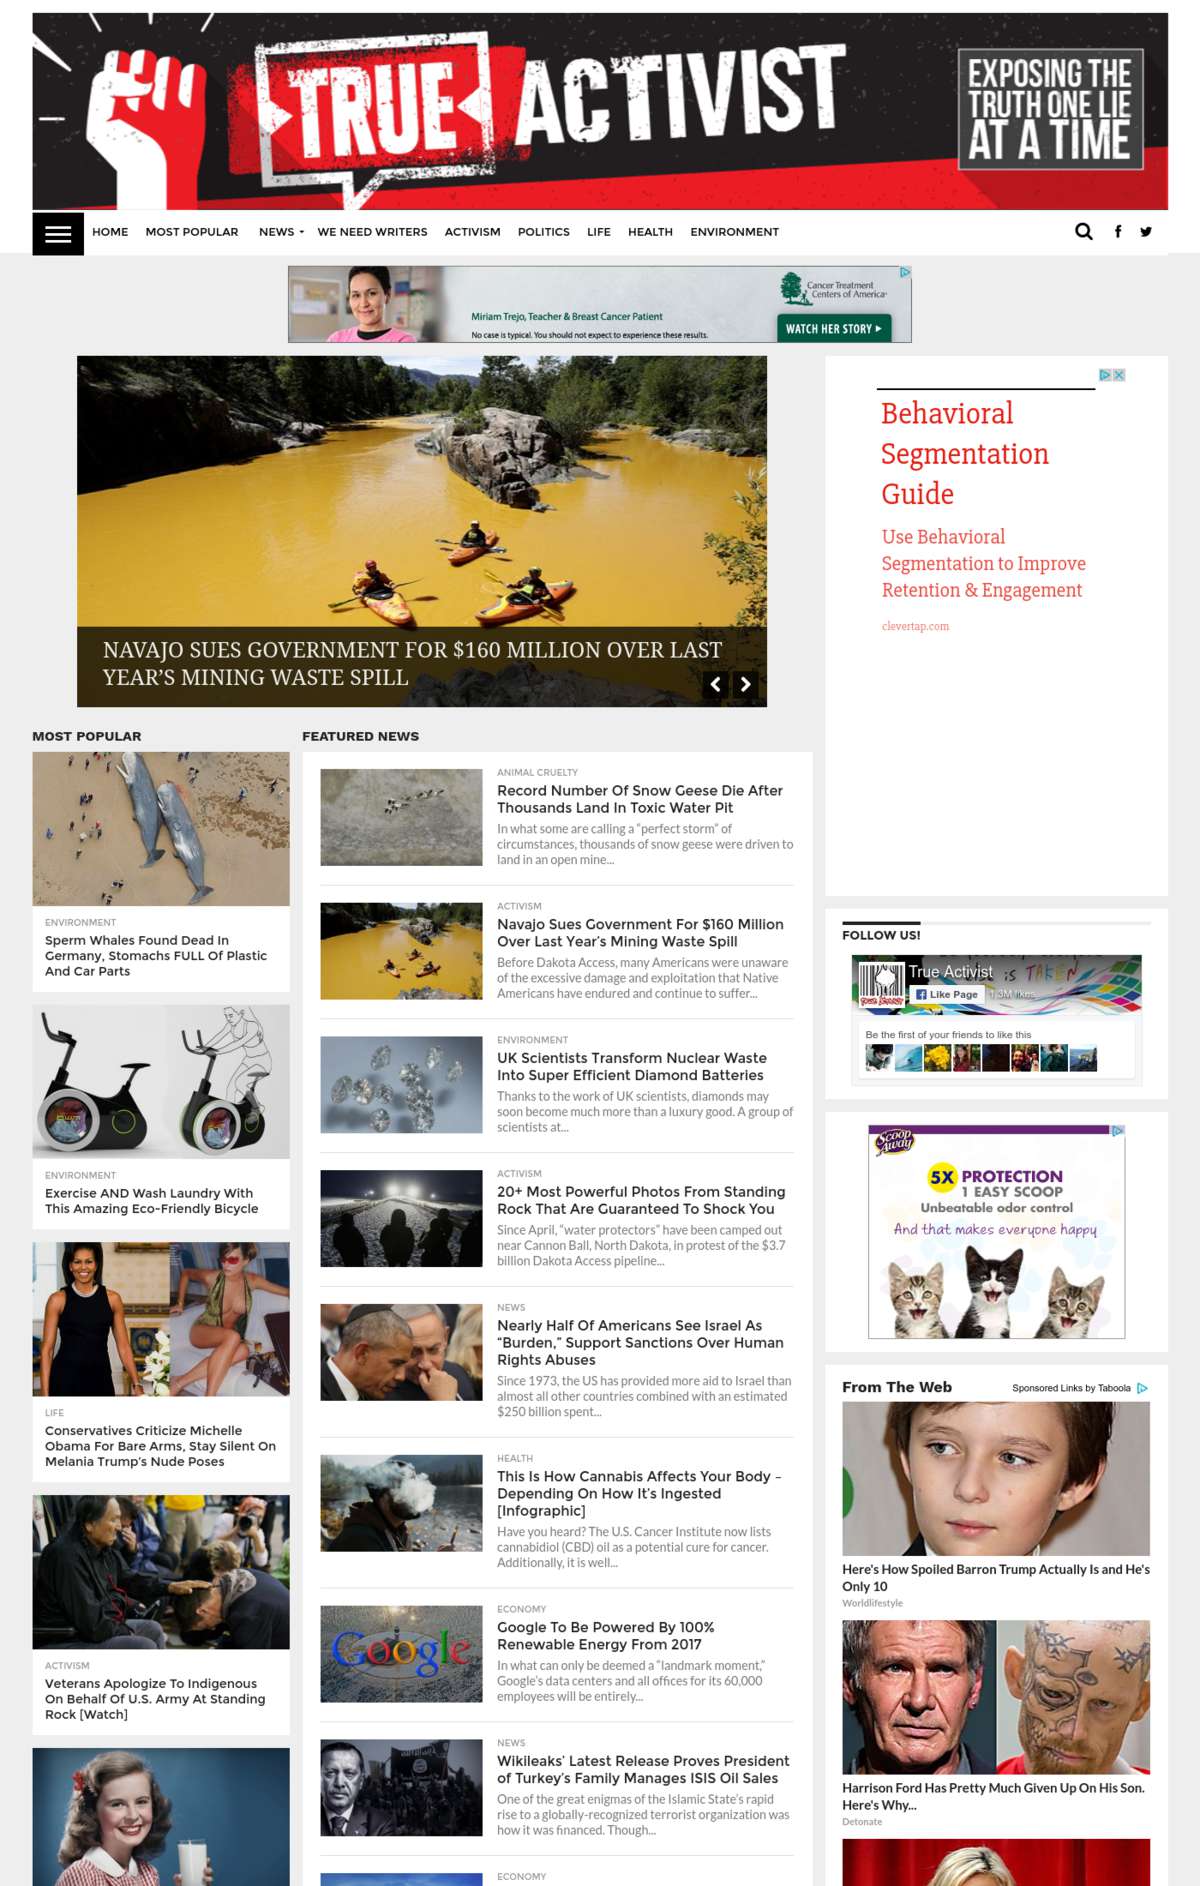 TRUE ACTIVIST
EXPOSING THE
TRUTH ONE LIE
AT A TIME
HOME MOST POPULAR NEWS WE NEED WRITERS ACTIVISM POLITICS LIFE HEALTH ENVIRONMENT
Cancer Treatment
Centers of America
Miriam Trejo, Teacher & Breast Cancer Patient
No case is typical. You should not expect to experience these results.
WATCH HER STORY
NAVAJO SUES GOVERNMENT FOR $160 MILLION OVER LAST
YEAR’S MINING WASTE SPILL
Behavioral
Segmentation
Guide
Use Behavioral
Segmentation to Improve
Retention & Engagement
clevertap.com
MOST POPULAR
ENVIRONMENT
Sperm Whales Found Dead In
Germany, Stomachs FULL Of Plastic
And Car Parts
ENVIRONMENT
Exercise AND Wash Laundry With
This Amazing Eco-Friendly Bicycle
LIFE
Conservatives Criticize Michelle
Obama For Bare Arms, Stay Silent On
Melania Trump’s Nude Poses
ACTIVISM
Veterans Apologize To Indigenous
On Behalf Of U.S. Army At Standing
Rock [Watch]
FEATURED NEWS
ANIMAL CRUELTY
Record Number Of Snow Geese Die After
Thousands Land In Toxic Water Pit
In what some are calling a “perfect storm” of
circumstances, thousands of snow geese were driven to
land in an open mine...
ACTIVISM
Navajo Sues Government For $160 Million
Over Last Year’s Mining Waste Spill
Before Dakota Access, many Americans were unaware
of the excessive damage and exploitation that Native
Americans have endured and continue to suffer...
ENVIRONMENT
UK Scientists Transform Nuclear Waste
Into Super Efficient Diamond Batteries
Thanks to the work of UK scientists, diamonds may
soon become much more than a luxury good. A group of
scientists at...
ACTIVISM
20+ Most Powerful Photos From Standing
Rock That Are Guaranteed To Shock You
Since April, “water protectors” have been camped out
near Cannon Ball, North Dakota, in protest of the $3.7
billion Dakota Access pipeline...
NEWS
Nearly Half Of Americans See Israel As
“Burden,” Support Sanctions Over Human
Rights Abuses
Since 1973, the US has provided more aid to Israel than
almost all other countries combined with an estimated
$250 billion spent...
HEALTH
This Is How Cannabis Affects Your Body –
Depending On How It’s Ingested
[Infographic]
Have you heard? The U.S. Cancer Institute now lists
cannabidiol (CBD) oil as a potential cure for cancer.
Additionally, it is well...
Google
ECONOMY
Google To Be Powered By 100%
Renewable Energy From 2017
In what can only be deemed a “landmark moment,”
Google’s data centers and all offices for its 60,000
employees will be entirely...
NEWS
Wikileaks’ Latest Release Proves President
of Turkey’s Family Manages ISIS Oil Sales
One of the great enigmas of the Islamic State’s rapid
rise to a globally-recognized terrorist organization was
how it was financed. Though...
ECONOMY
FOLLOW US!
True Activist
IS TAKEN
Like Page
1.3M likes
Be the first of your friends to like this
Scoop
Away
5X PROTECTION
1 EASY SCOOP
Unbeatable odor control
And that makes everyone happy
From The Web
Sponsored Links by Taboola
Here's How Spoiled Barron Trump Actually Is and He's
Only 10
Worldlifestyle
Harrison Ford Has Pretty Much Given Up On His Son.
Here's Why...
Detonate